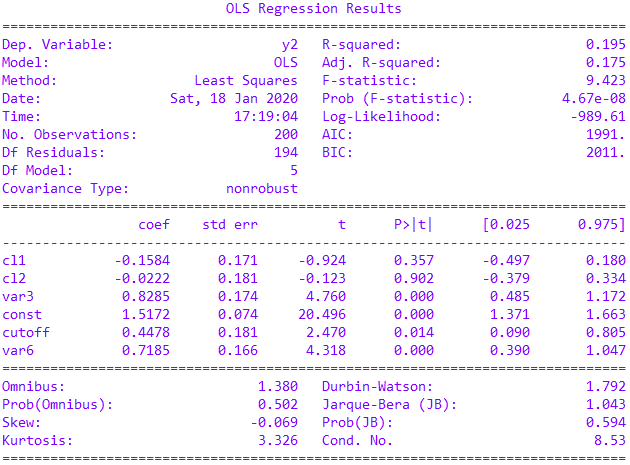 OLS Regression Results
==============================================================================
Dep. Variable:                     y2   R-squared:                       0.195
Model:                            OLS   Adj. R-squared:                  0.175
Method:                 Least Squares   F-statistic:                     9.423
Date:                Sat, 18 Jan 2020   Prob (F-statistic):           4.67e-08
Time:                        17:19:04   Log-Likelihood:                -989.61
No. Observations:                 200   AIC:                             1991.
Df Residuals:                     194   BIC:                             2011.
Df Model:                           5
Covariance Type:            nonrobust
==============================================================================
                 coef    std err          t      P>|t|      [0.025      0.975]
------------------------------------------------------------------------------
cl1           -0.1584      0.171     -0.924      0.357      -0.497       0.180
cl2           -0.0222      0.181     -0.123      0.902      -0.379       0.334
var3           0.8285      0.174      4.760      0.000       0.485       1.172
const          1.5172      0.074     20.496      0.000       1.371       1.663
cutoff         0.4478      0.181      2.470      0.014       0.090       0.805
var6           0.7185      0.166      4.318      0.000       0.390       1.047
==============================================================================
Omnibus:                        1.380   Durbin-Watson:                   1.792
Prob(Omnibus):                  0.502   Jarque-Bera (JB):                1.043
Skew:                          -0.069   Prob(JB):                        0.594
Kurtosis:                       3.326   Cond. No.                         8.53
==============================================================================